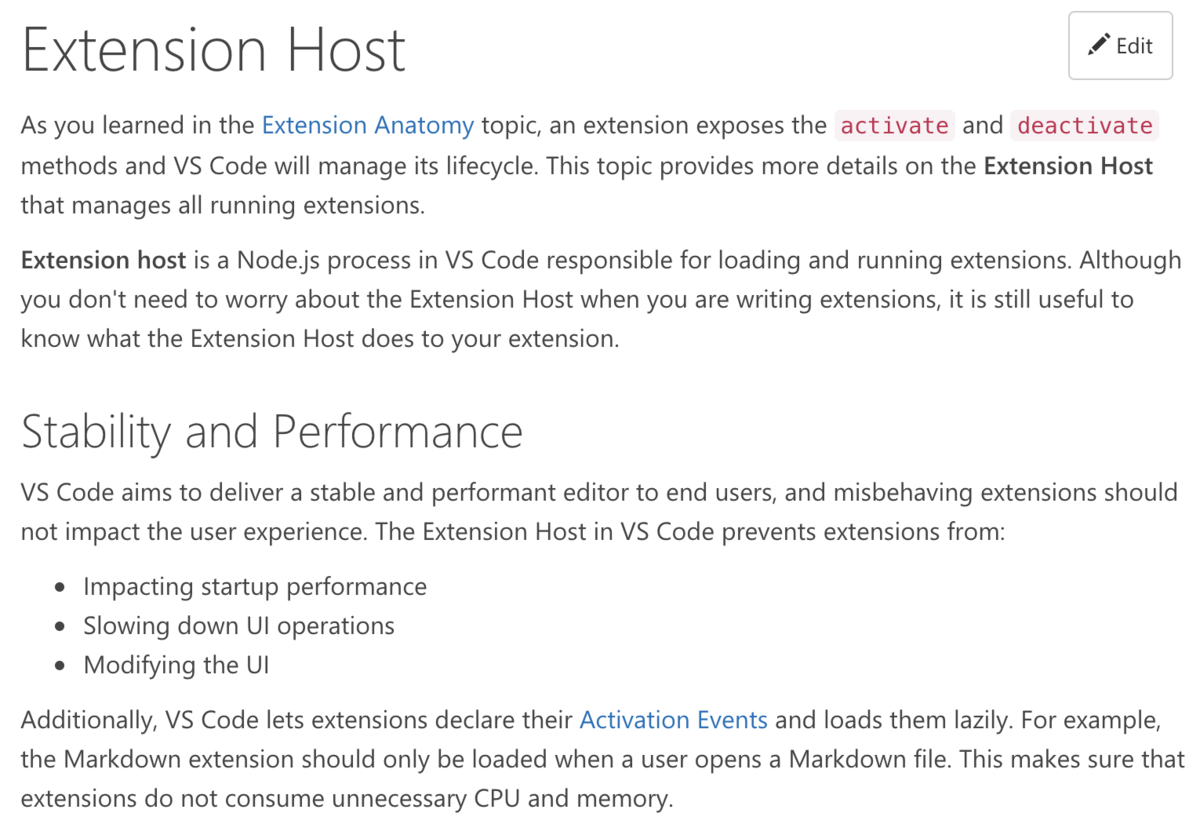 Extension Host
Edit
As you learned in the Extension Anatomy topic, an extension exposes the activate and deactivate
methods and VS Code will manage its lifecycle. This topic provides more details on the Extension Host
that manages all running extensions.
Extension host is a Node.js process in VS Code responsible for loading and running extensions. Although
you don't need to worry about the Extension Host when you are writing extensions, it is still useful to
know what the Extension Host does to your extension.
Stability and Performance
VS Code aims to deliver a stable and performant editor to end users, and misbehaving extensions should
not impact the user experience. The Extension Host in VS Code prevents extensions from:
• Impacting startup performance
• Slowing down UI operations
• Modifying the UI
Additionally, VS Code lets extensions declare their Activation Events and loads them lazily. For example,
the Markdown extension should only be loaded when a user opens a Markdown file. This makes sure that
extensions do not consume unnecessary CPU and memory.